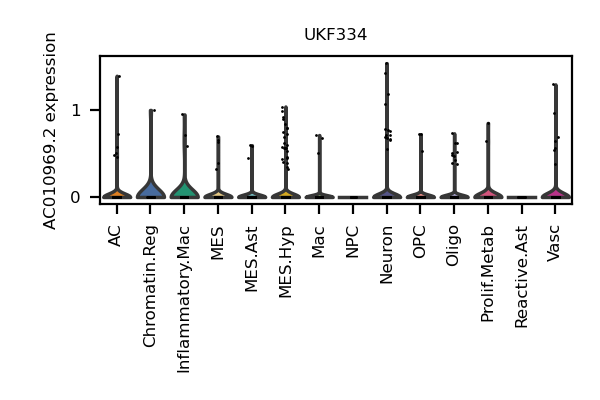 UKF334
AC010969.2 expression
1
0
AC
Chromatin.Reg
Inflammatory.Mac
MES
MES.Ast
MES.Hyp
Mac
NPC
Neuron
OPC
Oligo
Prolif.Metab
Reactive.Ast
Vasc